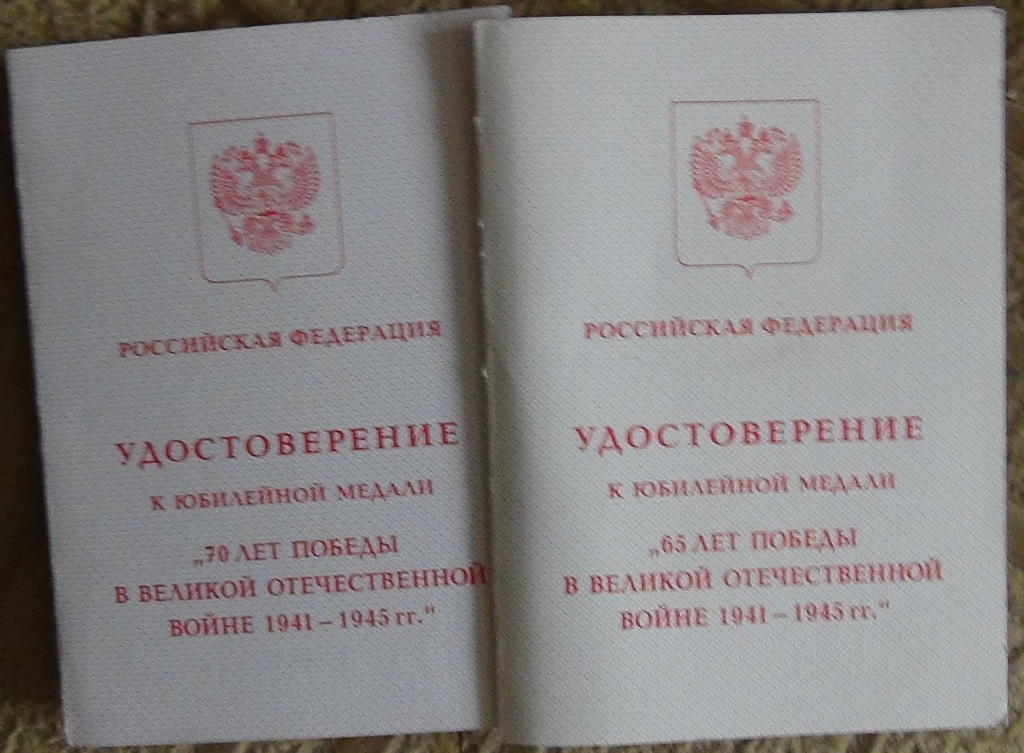 РОССИЙСКАЯ ФЕДЕРАЦИЯ
УДОСТОВЕРЕНИЕ
К ЮБИЛЕЙНОЙ МЕДАЛИ
„70 ЛЕТ ПОБЕДЫ
В ВЕЛИКОЙ ОТЕЧЕСТВЕННОЙ
ВОЙНЕ 1941 – 1945 гг."
РОССИЙСКАЯ ФЕДЕРАЦИЯ
УДОСТОВЕРЕНИЕ
К ЮБИЛЕЙНОЙ МЕДАЛИ
„65 ЛЕТ ПОБЕДЫ
В ВЕЛИКОЙ ОТЕЧЕСТВЕННОЙ
ВОЙНЕ 1941 – 1945 гг."